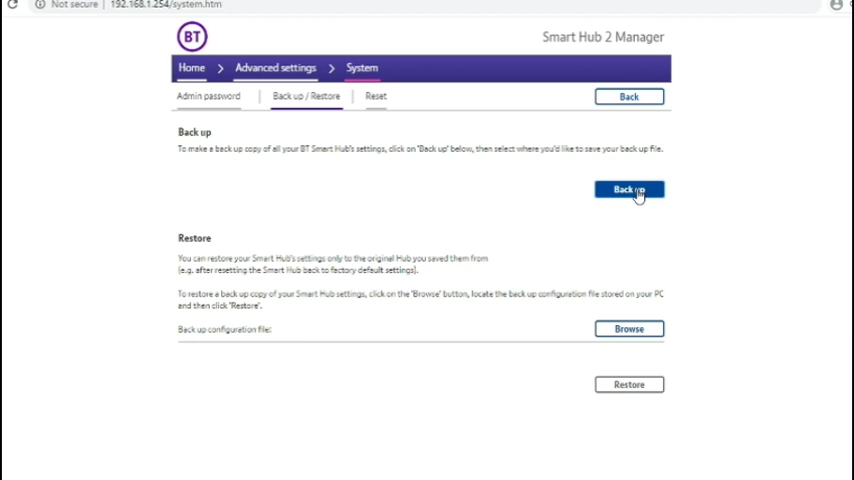 Not secure | 192.168.1.254/system.htm
BT
Smart Hub 2 Manager
Home > Advanced settings > System
Admin password | Back up / Restore | Reset
Back
Back up
To make a back up copy of all your BT Smart Hub's settings, click on 'Back up' below, then select where you'd like to save your back up file.
Back up
Restore
You can restore your Smart Hub's settings only to the original Hub you saved them from
(e.g. after resetting the Smart Hub back to factory default settings).
To restore a back up copy of your Smart Hub settings, click on the 'Browse' button, locate the back up configuration file stored on your PC
and then click 'Restore'.
Back up configuration file:
Browse
Restore